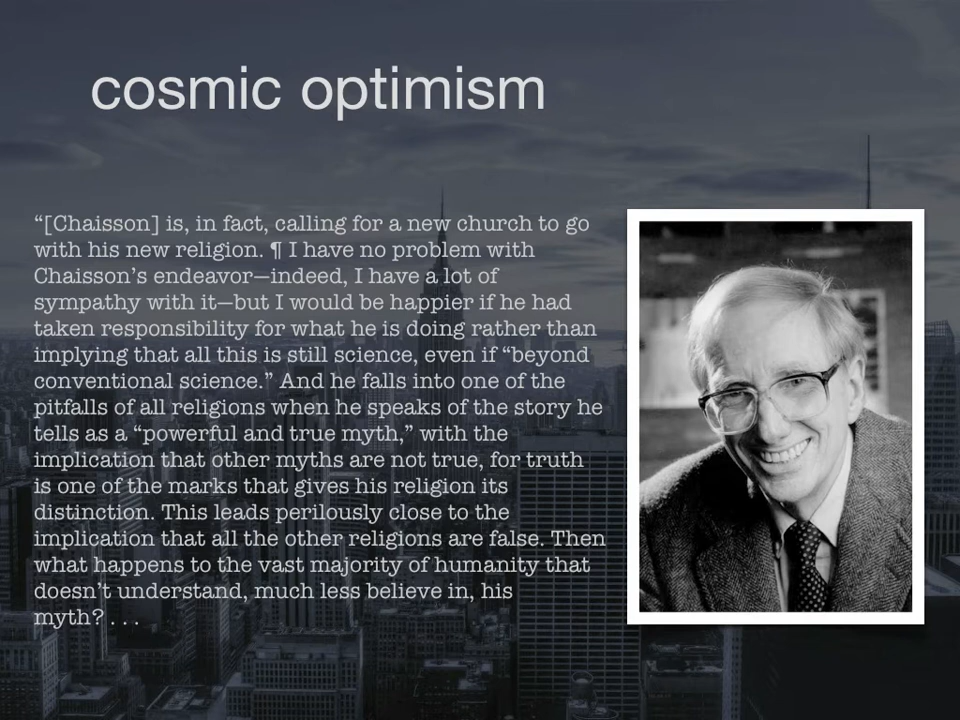 cosmic optimism
“[Chaisson] is, in fact, calling for a new church to go
with his new religion. ¶ I have no problem with
Chaisson’s endeavor—indeed, I have a lot of
sympathy with it—but I would be happier if he had
taken responsibility for what he is doing rather than
implying that all this is still science, even if “beyond
conventional science.” And he falls into one of the
pitfalls of all religions when he speaks of the story he
tells as a “powerful and true myth,” with the
implication that other myths are not true, for truth
is one of the marks that gives his religion its
distinction. This leads perilously close to the
implication that all the other religions are false. Then
what happens to the vast majority of humanity that
doesn’t understand, much less believe in, his
myth? . . .